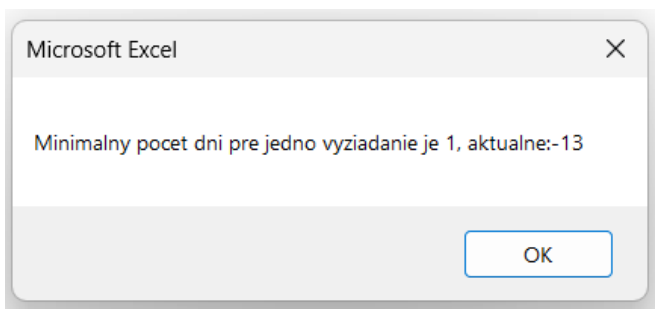 Microsoft Excel
Minimalny pocet dni pre jedno vyziadanie je 1, aktualne:-13
OK